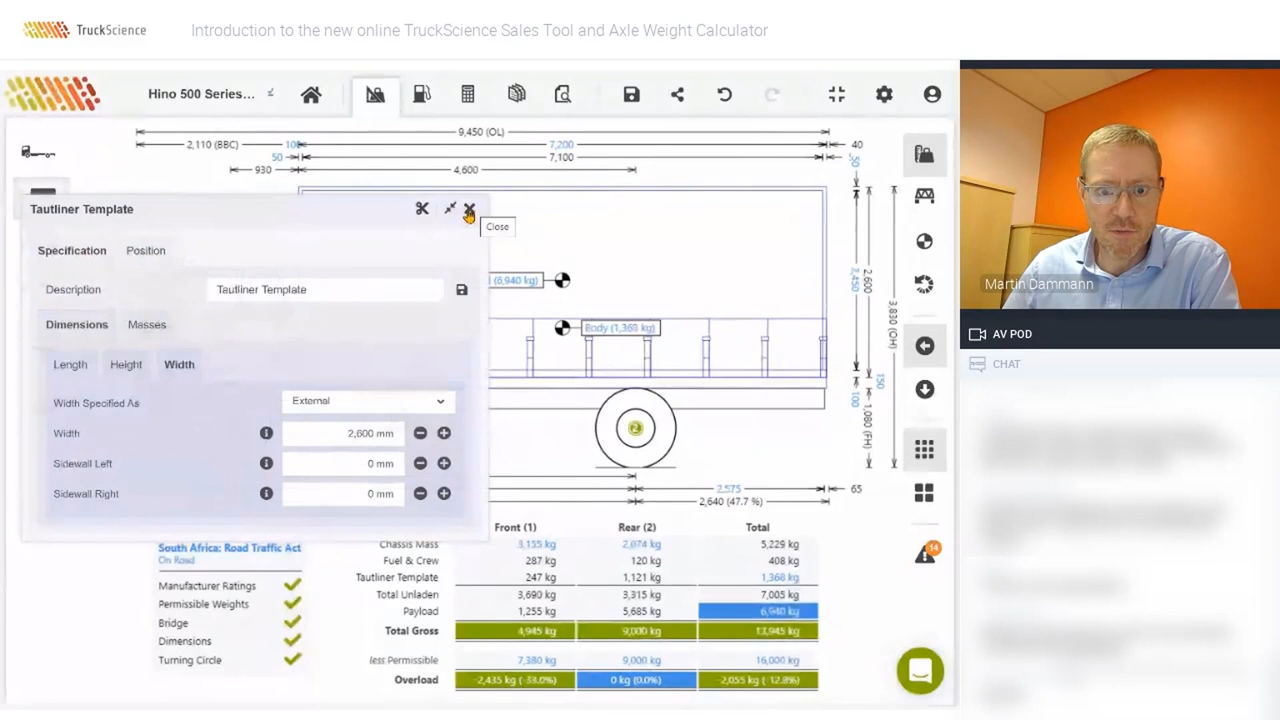 TruckScience
Introduction to the new online TruckScience Sales Tool and Axle Weight Calculator
Hino 500 Series...
9,450 (OL)
2,110 (BBC)
100
7,200
40
50
7,100
50
930
4,600
Tautliner Template
Close
Specification
Position
Description
Tautliner Template
Dimensions
Masses
Length
Height
Width
Width Specified As
External
Width
2,600 mm
Sidewall Left
0 mm
Sidewall Right
0 mm
(6,940 kg)
Body (1,368 kg)
2
2,450
2,600
3,830 (OH)
150
100
1,080 (FH)
2,575
65
2,640 (47.7 %)
14
South Africa: Road Traffic Act
On Road
Manufacturer Ratings
Permissible Weights
Bridge
Dimensions
Turning Circle
Front (1)
Rear (2)
Total
Chassis Mass
3,155 kg
2,074 kg
5,229 kg
Fuel & Crew
287 kg
120 kg
408 kg
Tautliner Template
247 kg
1,121 kg
1,368 kg
Total Unladen
3,690 kg
3,315 kg
7,005 kg
Payload
1,255 kg
5,685 kg
6,940 kg
Total Gross
4,945 kg
9,000 kg
13,945 kg
less Permissible
7,380 kg
9,000 kg
16,000 kg
Overload
-2,435 kg (-33.0%)
0 kg (0.0%)
-2,055 kg (-12.8%)
Martin Dammann
AV POD
CHAT